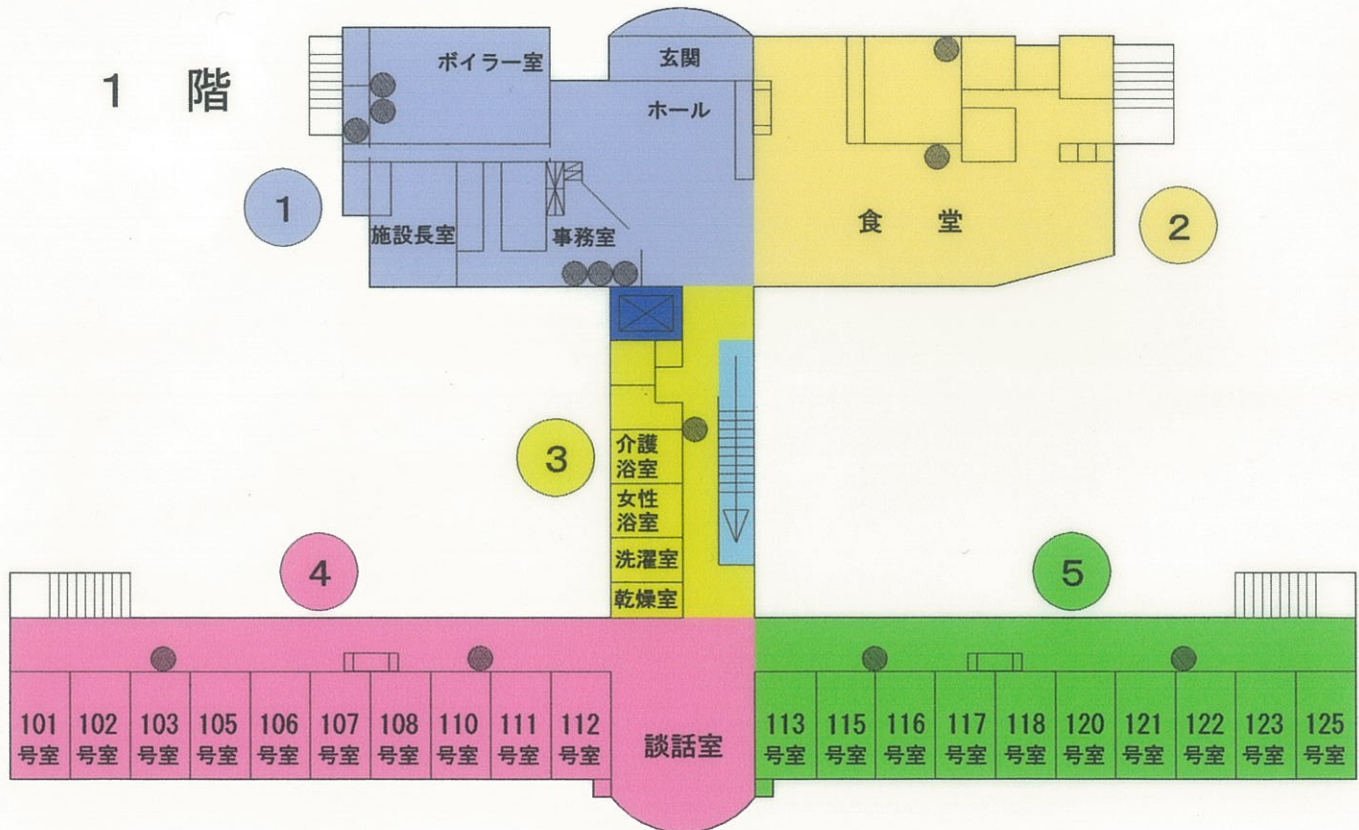 1 階
ボイラー室
玄関
ホール
1
施設長室
事務室
食 堂
2
3
介護
浴室
女性
浴室
洗濯室
乾燥室
4
5
101
号室
102
号室
103
号室
105
号室
106
号室
107
号室
108
号室
110
号室
111
号室
112
号室
談話室
113
号室
115
号室
116
号室
117
号室
118
号室
120
号室
121
号室
122
号室
123
号室
125
号室